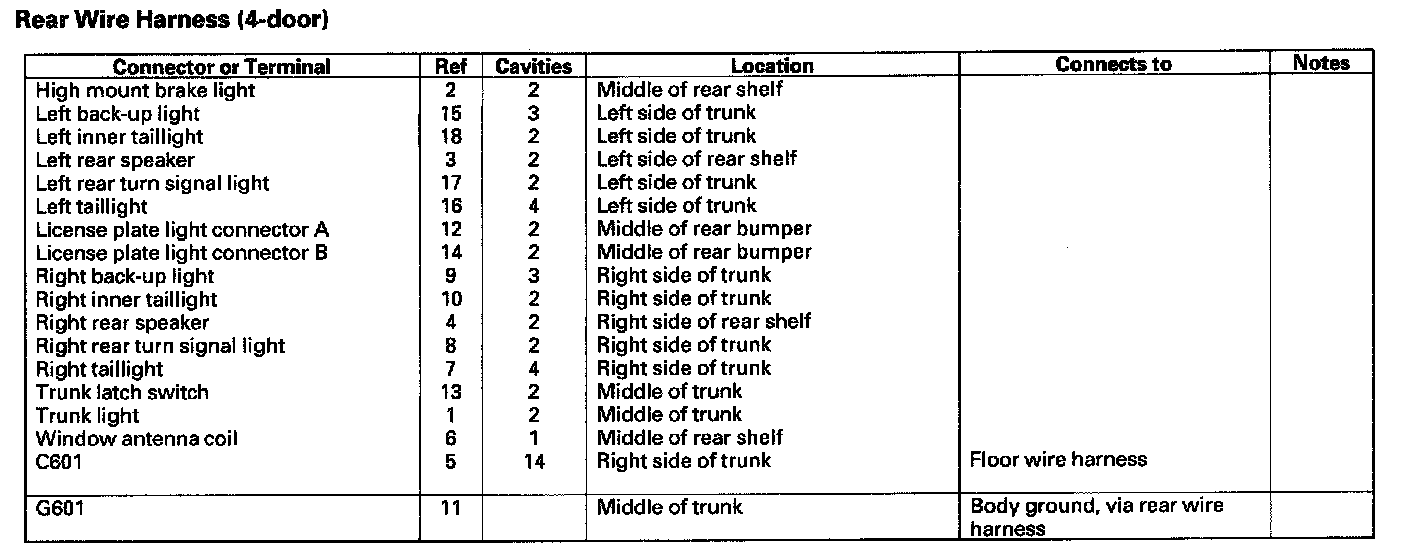 Rear Wire Harness (4-door)
Connector or Terminal Ref Cavities Location Connects to Notes
High mount brake light 2 2 Middle of rear shelf
Left back-up light 15 3 Left side of trunk
Left inner taillight 18 2 Left side of trunk
Left rear speaker 3 2 Left side of rear shelf
Left rear turn signal light 17 2 Left side of trunk
Left taillight 16 4 Left side of trunk
License plate light connector A 12 2 Middle of rear bumper
License plate light connector B 14 2 Middle of rear bumper
Right back-up light 9 3 Right side of trunk
Right inner taillight 10 2 Right side of trunk
Right rear speaker 4 2 Right side of rear shelf
Right rear turn signal light 8 2 Right side of trunk
Right taillight 7 4 Right side of trunk
Trunk latch switch 13 2 Middle of trunk
Trunk light 1 2 Middle of trunk
Window antenna coil 6 1 Middle of rear shelf
C601 5 14 Right side of trunk Floor wire harness
G601 11 Middle of trunk Body ground, via rear wire
harness